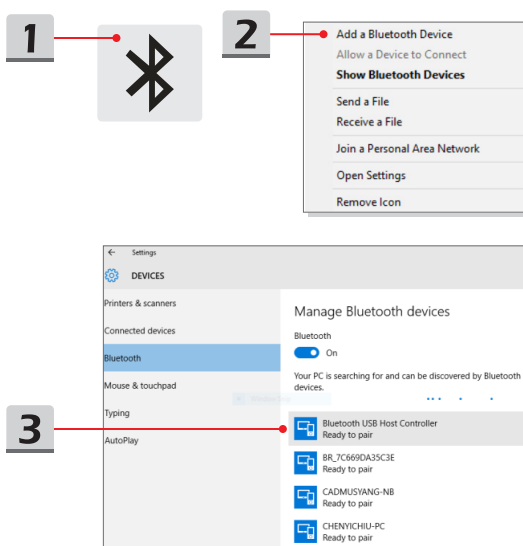 1
2
Add a Bluetooth Device
Allow a Device to Connect
Show Bluetooth Devices
Send a File
Receive a File
Join a Personal Area Network
Open Settings
Remove Icon
Settings
DEVICES
Printers & scanners
Connected devices
Bluetooth
Mouse & touchpad
Typing
AutoPlay
Manage Bluetooth devices
Bluetooth
On
Your PC is searching for and can be discovered by Bluetooth
devices.
3
Bluetooth USB Host Controller
Ready to pair
BR_7C669DA35C3E
Ready to pair
CADMUSYANG-NB
Ready to pair
CHENYICHIU-PC
Ready to pair